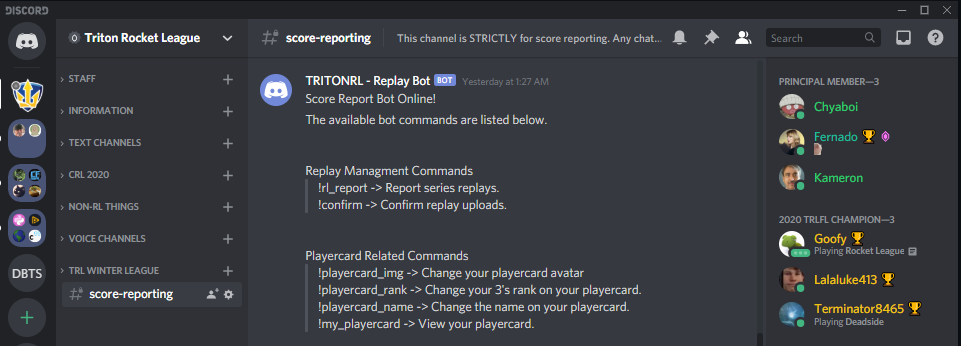 DISCORD
Triton Rocket League
score-reporting
This channel is STRICTLY for score reporting. Any chat...
Search
STAFF
INFORMATION
TEXT CHANNELS
CRL 2020
NON-RL THINGS
VOICE CHANNELS
TRL WINTER LEAGUE
score-reporting
DBTS
TRITONRL - Replay Bot BOT Yesterday at 1:27 AM
Score Report Bot Online!
The available bot commands are listed below.
Replay Managment Commands
!rl_report -> Report series replays.
!confirm -> Confirm replay uploads.
Playercard Related Commands
!playercard_img -> Change your playercard avatar
!playercard_rank -> Change your 3's rank on your playercard.
!playercard_name -> Change the name on your playercard.
!my_playercard -> View your playercard.
PRINCIPAL MEMBER—3
Chyaboi
Fernado
Kameron
2020 TRLFL CHAMPION—3
Goofy
Playing Rocket League
Lalaluke413
Terminator8465
Playing Deadside